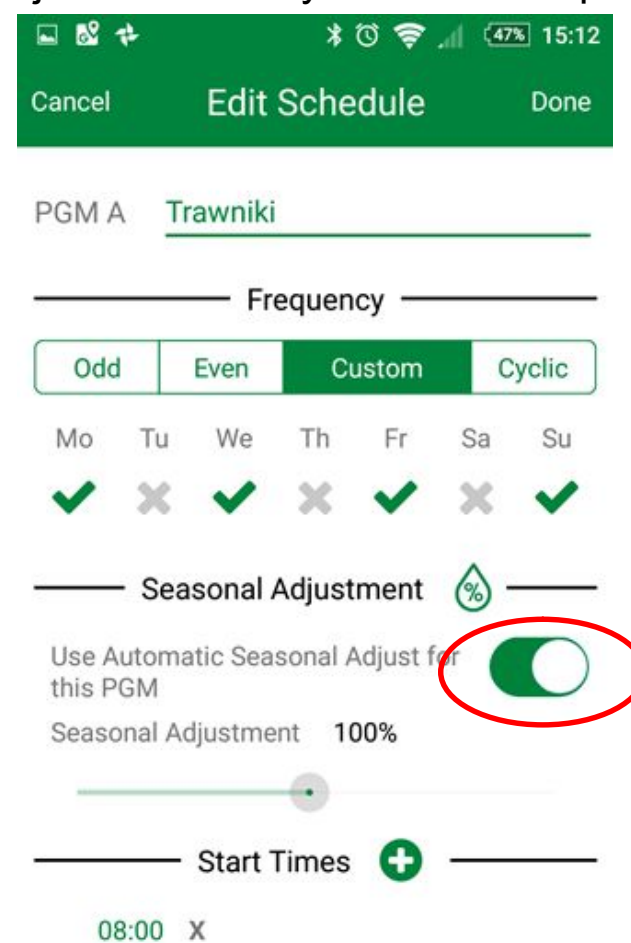 47% 15:12
Cancel Edit Schedule Done
PGM A Trawniki
Frequency
Odd Even Custom Cyclic
Mo Tu We Th Fr Sa Su
Seasonal Adjustment %
Use Automatic Seasonal Adjust for
this PGM
Seasonal Adjustment 100%
Start Times
08:00 X